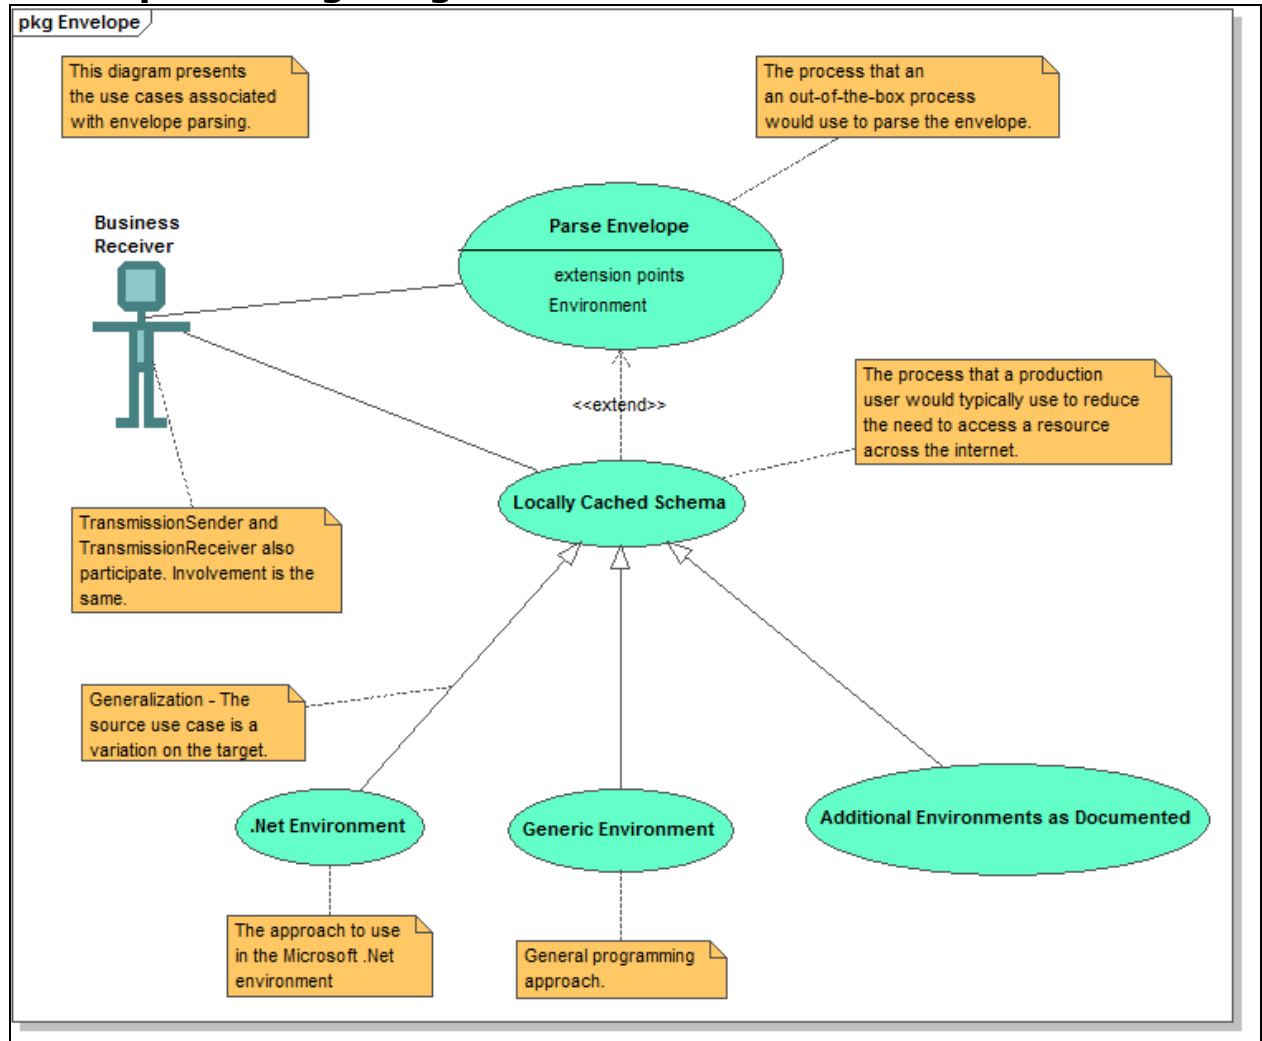 pkg Envelope
This diagram presents
the use cases associated
with envelope parsing.
The process that an
an out-of-the-box process
would use to parse the envelope.
Business
Receiver
Parse Envelope
extension points
Environment
<<extend>>
The process that a production
user would typically use to reduce
the need to access a resource
across the internet.
Locally Cached Schema
TransmissionSender and
TransmissionReceiver also
participate. Involvement is the
same.
Generalization - The
source use case is a
variation on the target.
.Net Environment
Generic Environment
Additional Environments as Documented
The approach to use
in the Microsoft .Net
environment
General programming
approach.